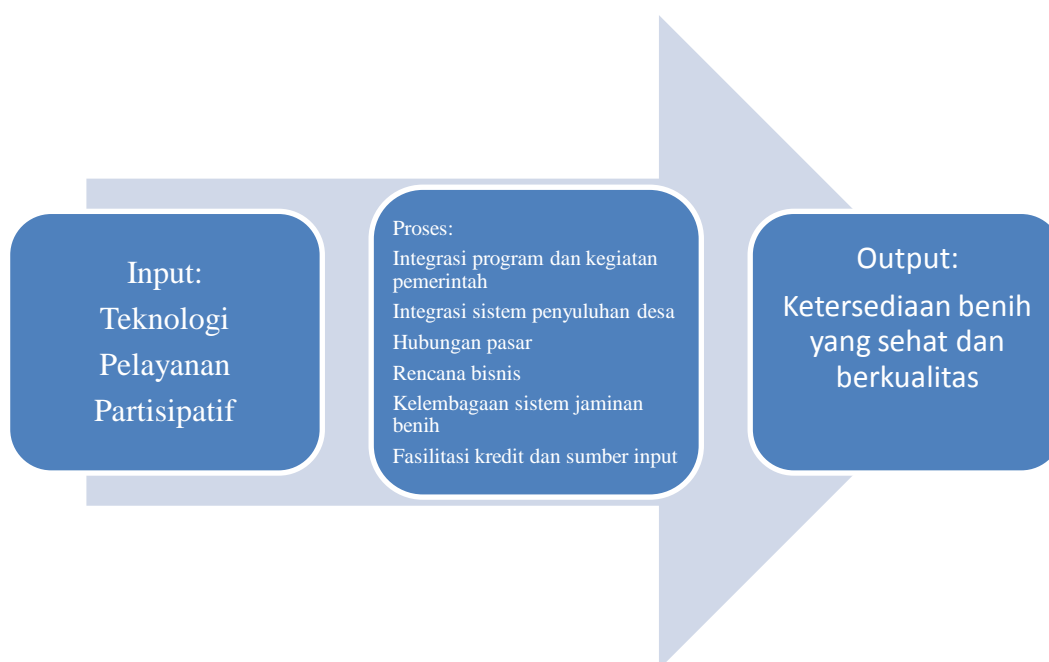 Input:
Teknologi
Pelayanan
Partisipatif
Proses:
Integrasi program dan kegiatan
pemerintah
Integrasi sistem penyuluhan desa
Hubungan pasar
Rencana bisnis
Kelembagaan sistem jaminan
benih
Fasilitasi kredit dan sumber input
Output:
Ketersediaan benih
yang sehat dan
berkualitas